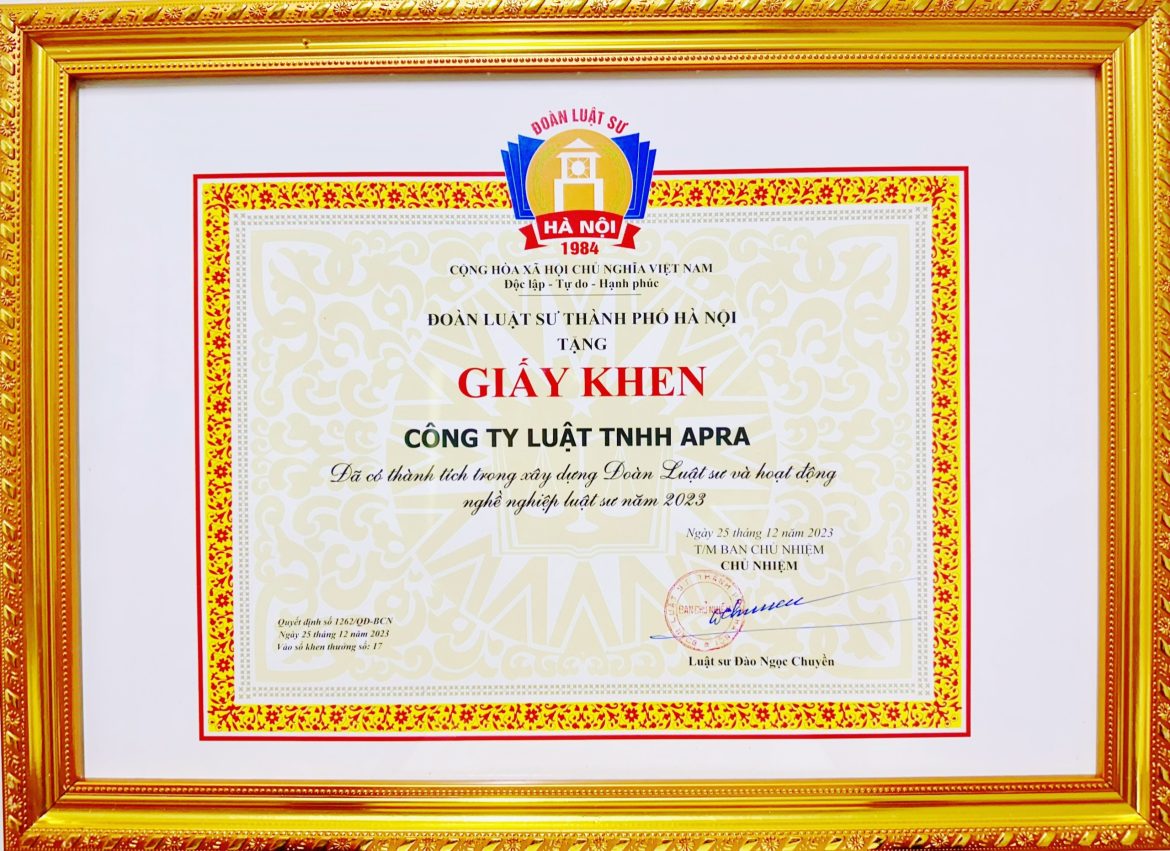 ĐOÀN LUẬT SƯ
HÀ NỘI
1984
CỘNG HÒA XÃ HỘI CHỦ NGHĨA VIỆT NAM
Độc lập - Tự do - Hạnh phúc
ĐOÀN LUẬT SƯ THÀNH PHỐ HÀ NỘI
TẶNG
GIẤY KHEN
CÔNG TY LUẬT TNHH APRA
Đã có thành tích trong xây dựng Đoàn Luật sư và hoạt động
nghề nghiệp luật sư năm 2023
Ngày 25 tháng 12 năm 2023
T/M BAN CHỦ NHIỆM
CHỦ NHIỆM
BAN CHỦ NHIỆM
Luật sư Đào Ngọc Chuyền
Quyết định số 1262/QĐ-BCN
Ngày 25 tháng 12 năm 2023
Vào sổ khen thưởng số: 17